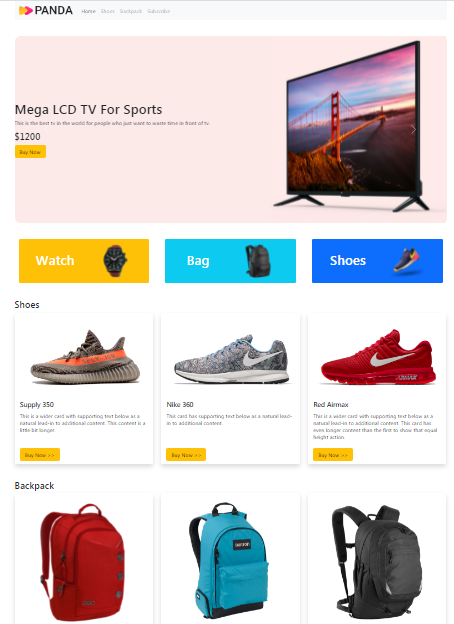 PANDA
Home Shoes Backpack Subscribe
Mega LCD TV For Sports
This is the best tv in the world for people who just want to waste time in front of tv.
$1200
Buy Now
Watch
Bag
Shoes
Shoes
Supply 350
This is a wider card with supporting text below as a
natural lead-in to additional content. This content is a
little bit longer.
Buy Now >>
Nike 360
This card has supporting text below as a natural lead-
in to additional content.
Buy Now >>
Red Airmax
This is a wider card with supporting text below as a
natural lead-in to additional content. This card has
even longer content than the first to show that equal
height action.
Buy Now >>
Backpack
BURTON